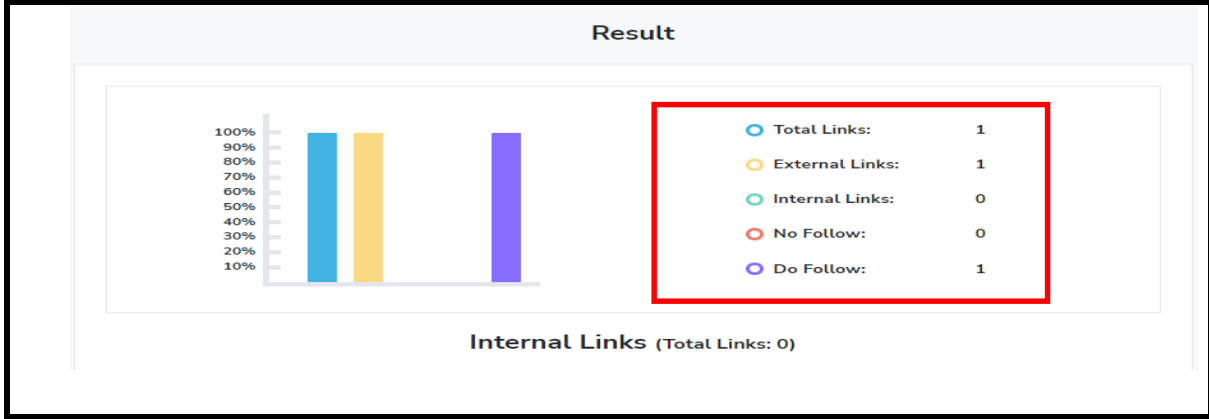 Result
100%
90%
80%
70%
60%
50%
40%
30%
20%
10%
Total Links: 1
External Links: 1
Internal Links: 0
No Follow: 0
Do Follow: 1
Internal Links (Total Links: 0)